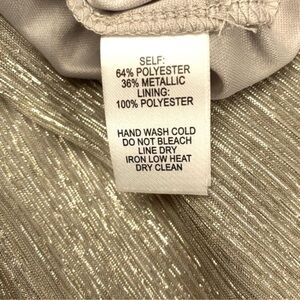 SELF:
64% POLYESTER
36% METALLIC
LINING:
100% POLYESTER
HAND WASH COLD
DO NOT BLEACH
LINE DRY
IRON LOW HEAT
DRY CLEAN